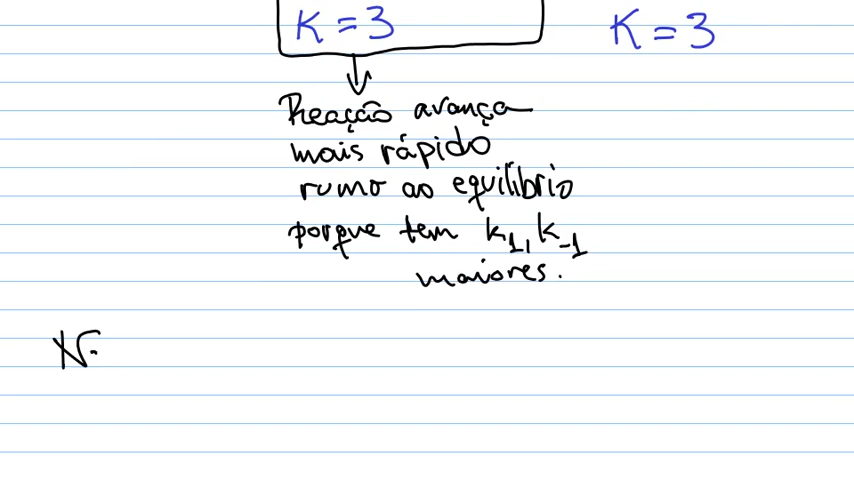 K = 3 K = 3
Reação avança
mais rápido
rumo ao equilíbrio
porque tem k₁, k₋₁
maiores.